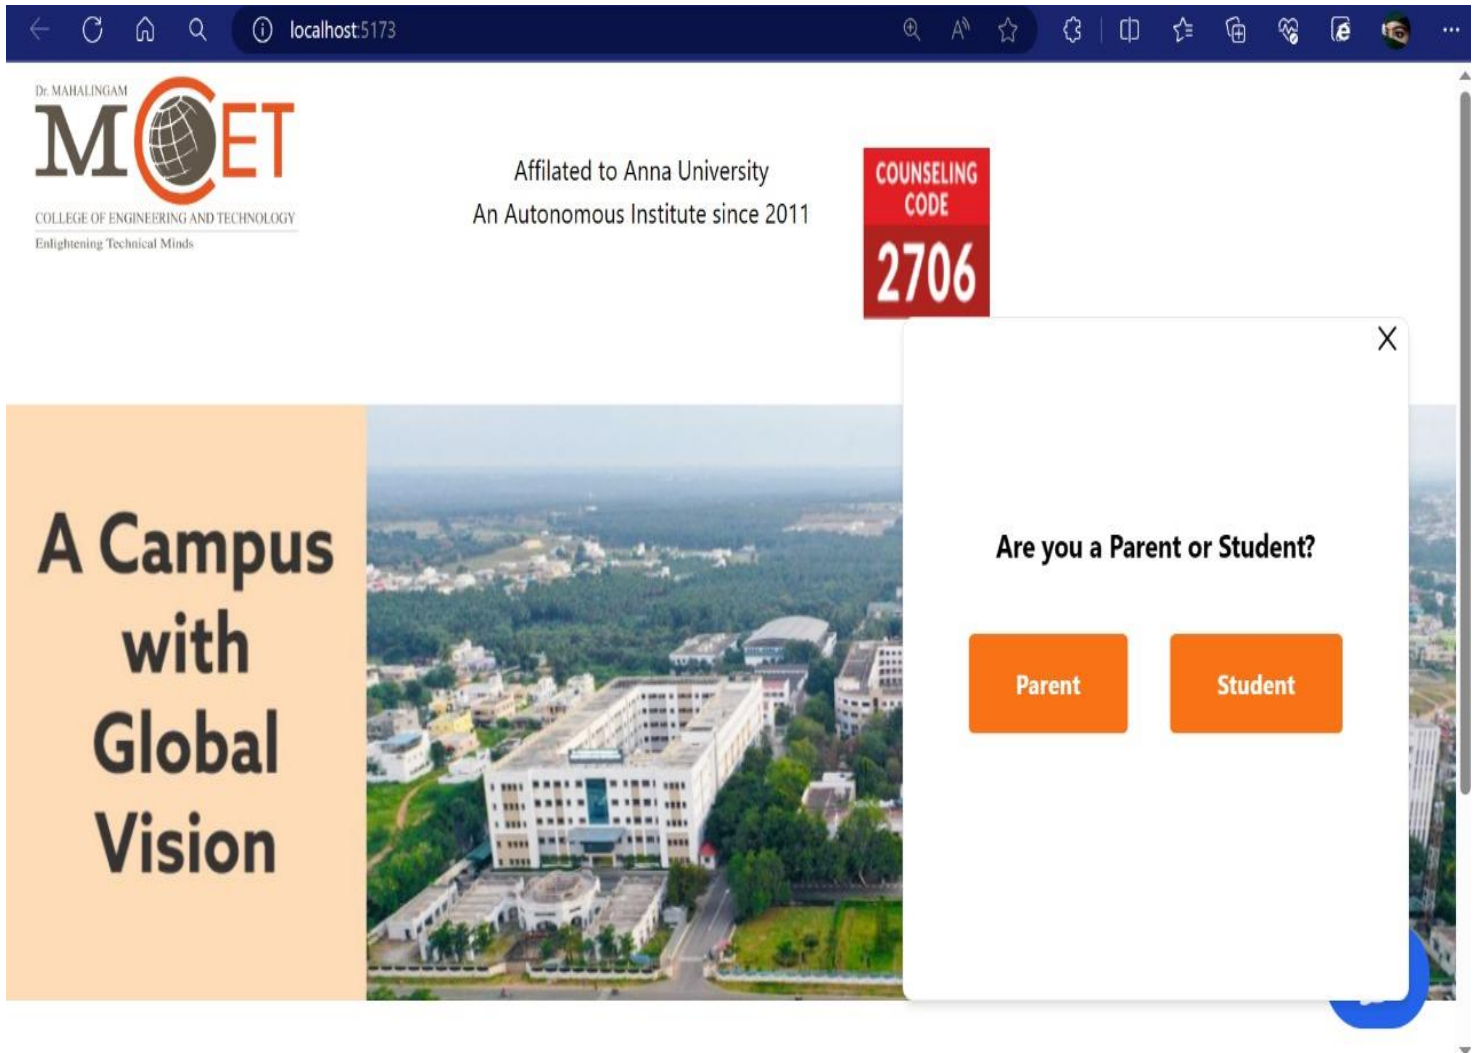 localhost:5173
Dr. MAHALINGAM
MCET
COLLEGE OF ENGINEERING AND TECHNOLOGY
Enlightening Technical Minds
Affilated to Anna University
An Autonomous Institute since 2011
COUNSELING
CODE
2706
X
A Campus
with
Global
Vision
Are you a Parent or Student?
Parent
Student